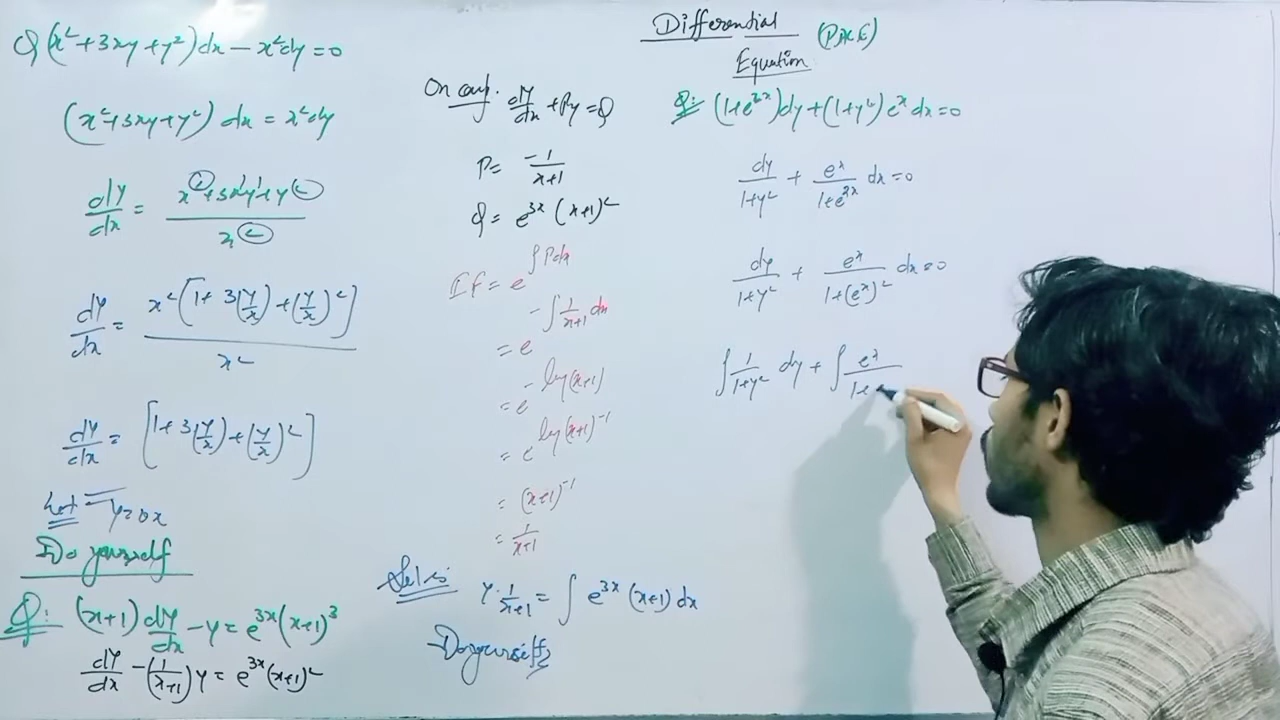 Q (x²+3xy+y²)dx - x²dy = 0
(x²+3xy+y²) dx = x²dy
dy/dx = x²+3x¹y¹+y² / x²
dy/dx = x²[1+3(y/x)+(y/x)²] / x²
dy/dx = [1+3(y/x)+(y/x)²]
Let y=vx
Do yourself
Q: (x+1) dy/dx - y = e^3x (x+1)³
dy/dx - (1/x+1) y = e^3x (x+1)²
On comp. dy/dx + Py = Q
P = -1/x+1
Q = e^3x (x+1)²
If = e^∫Pdx
= e^-∫1/x+1 dx
= e^-log(x+1)
= e^log(x+1)^-1
= (x+1)^-1
= 1/x+1
Sol is y·1/x+1 = ∫ e^3x (x+1) dx
Do yourself
Differential
Equation
Q: (1+e^2x)dy + (1+y²) e^x dx = 0
dy/1+y² + e^x/1+e^2x dx = 0
dy/1+y² + e^x/1+(e^x)² dx = 0
∫ 1/1+y² dy + ∫ e^x/1+